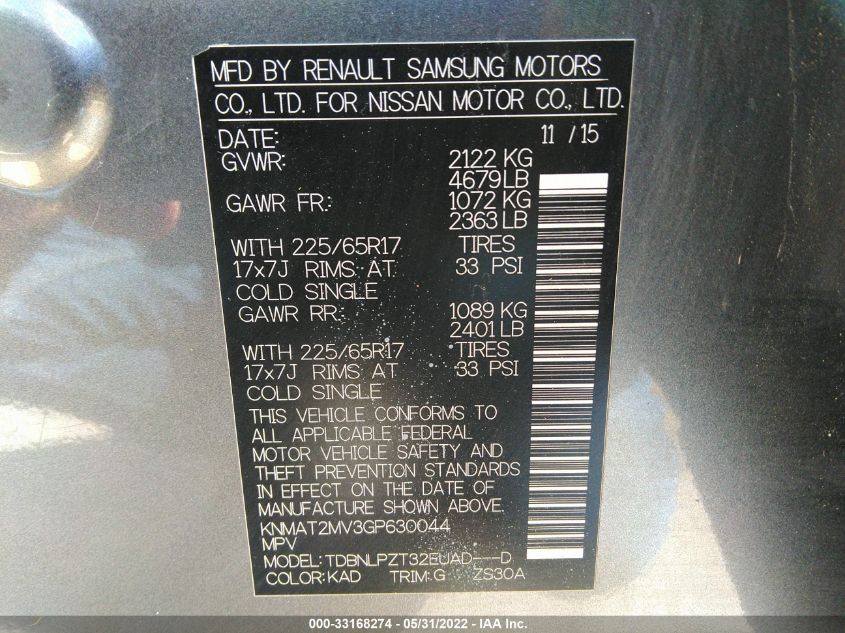 MFD BY RENAULT SAMSUNG MOTORS
CO., LTD. FOR NISSAN MOTOR CO., LTD.
DATE: 11 / 15
GVWR: 2122 KG
4679 LB
GAWR FR: 1072 KG
2363 LB
WITH 225/65R17 TIRES
17x7J RIMS AT 33 PSI
COLD SINGLE
GAWR RR: 1089 KG
2401 LB
WITH 225/65R17 TIRES
17x7J RIMS AT 33 PSI
COLD SINGLE
THIS VEHICLE CONFORMS TO
ALL APPLICABLE FEDERAL
MOTOR VEHICLE SAFETY AND
THEFT PREVENTION STANDARDS
IN EFFECT ON THE DATE OF
MANUFACTURE SHOWN ABOVE.
KNMAT2MV3GP630044
MPV
MODEL: TDBNLPZT32EUAD---D
COLOR: KAD TRIM: G ZS30A
000-33168274 - 05/31/2022 - IAA Inc.